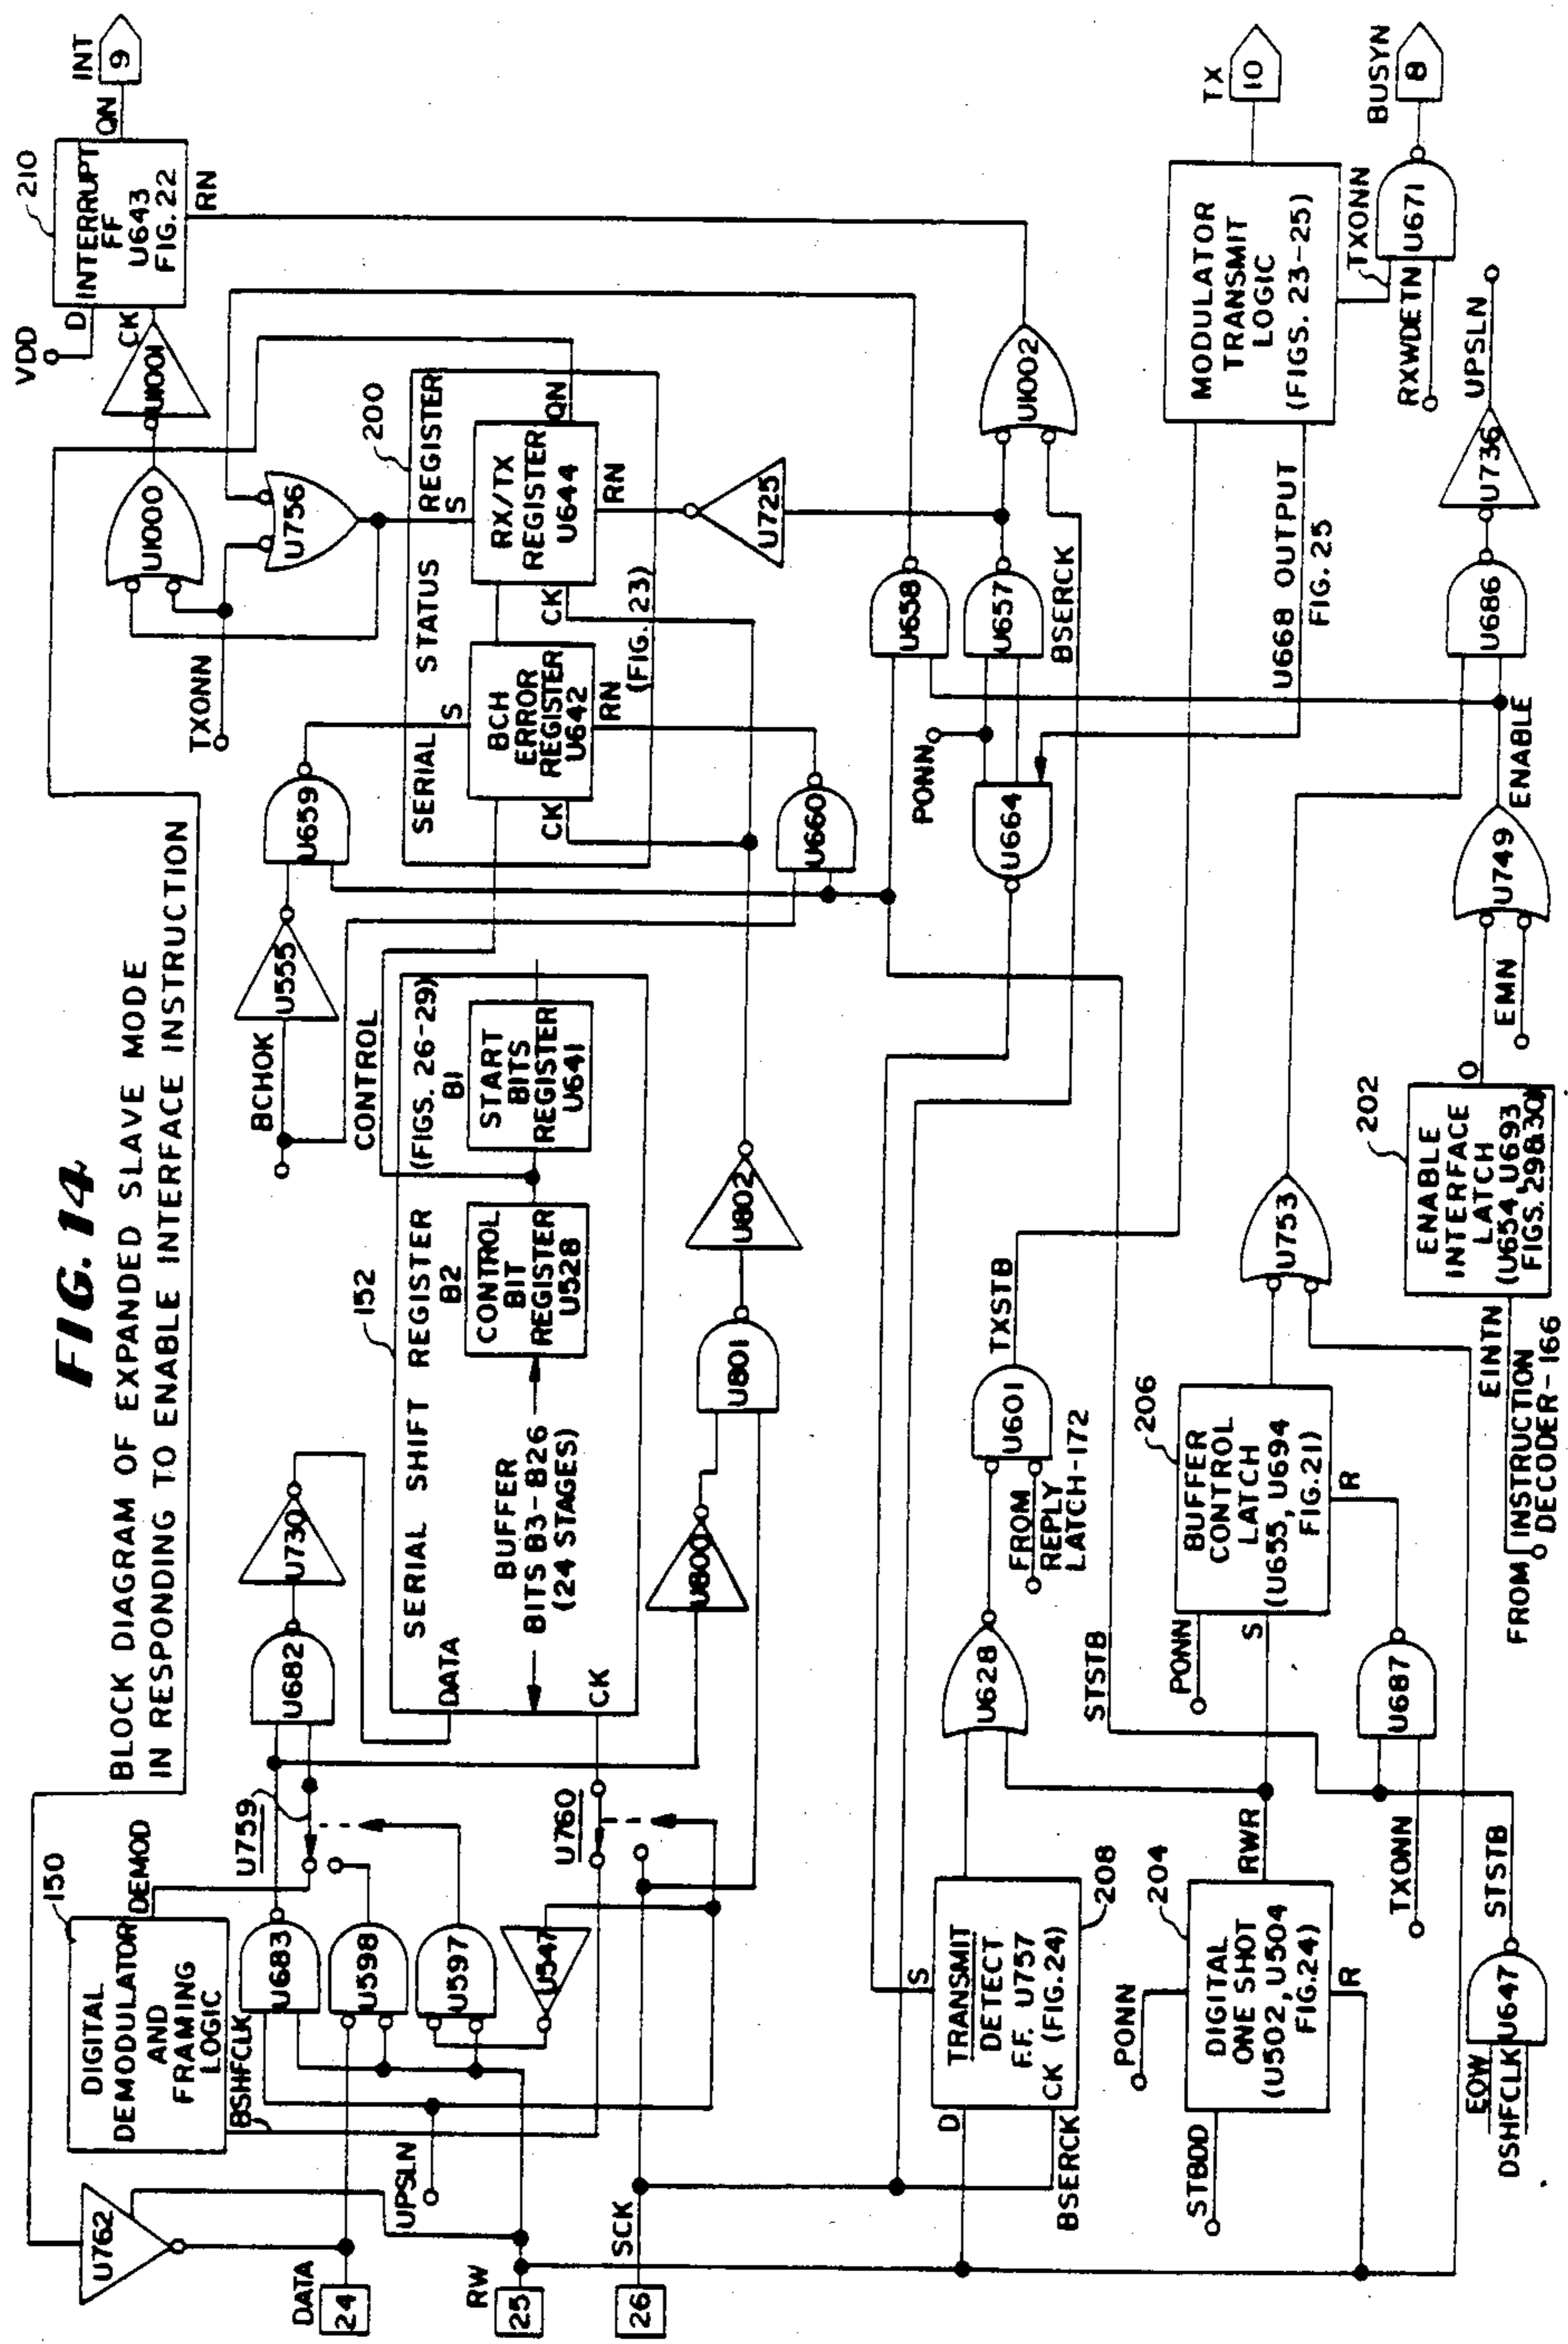 FIG. 14
BLOCK DIAGRAM OF EXPANDED SLAVE MODE
IN RESPONDING TO ENABLE INTERFACE INSTRUCTION
VDD
D
INTERRUPT
FF
U643
FIG. 22
210
QN
INT
9
CK
RN
U1001
U1000
U756
TXONN
150
DIGITAL
DEMODULATOR
AND
FRAMING
LOGIC
DEMOD
BSHFCLK
U762
DATA
24
RW
25
SCK
26
UPSLN
U683
U598
U597
U547
U759
U760
U682
U730
152
SERIAL SHIFT REGISTER
(FIGS. 26-29)
DATA
CK
BUFFER
BITS B3-B26
(24 STAGES)
B2
CONTROL
BIT
REGISTER
U528
B1
START
BITS
REGISTER
U641
CONTROL
BCHOK
U555
U659
U660
U800
U801
U802
200
SERIAL STATUS REGISTER
S
BCH
ERROR
REGISTER
U642
CK
RN
S
RX/TX
REGISTER
U644
CK
RN
QN
(FIG. 23)
U725
U658
U657
U664
PONN
BSERCK
U1002
D
S
TRANSMIT
DETECT
F.F. U757
CK (FIG. 24)
208
BSERCK
U628
U601
TXSTB
FROM
REPLY
LATCH-172
STSTB
MODULATOR
TRANSMIT
LOGIC
(FIGS. 23-25)
TX
10
U668 OUTPUT
FIG. 25
TXONN
RXWDETN
U671
BUSYN
8
PONN
STBDD
204
DIGITAL
ONE SHOT
(U502, U504
FIG. 24)
R
RWR
PONN
S
206
BUFFER
CONTROL
LATCH
(U655, U694
FIG. 21)
R
U687
TXONN
EOW
DSHFCLK
U647
STSTB
U753
EINTN
FROM INSTRUCTION
DECODER-166
202
ENABLE
INTERFACE
LATCH
(U654, U693
FIGS. 29&30)
Q
EMN
U749
ENABLE
U686
U736
UPSLN